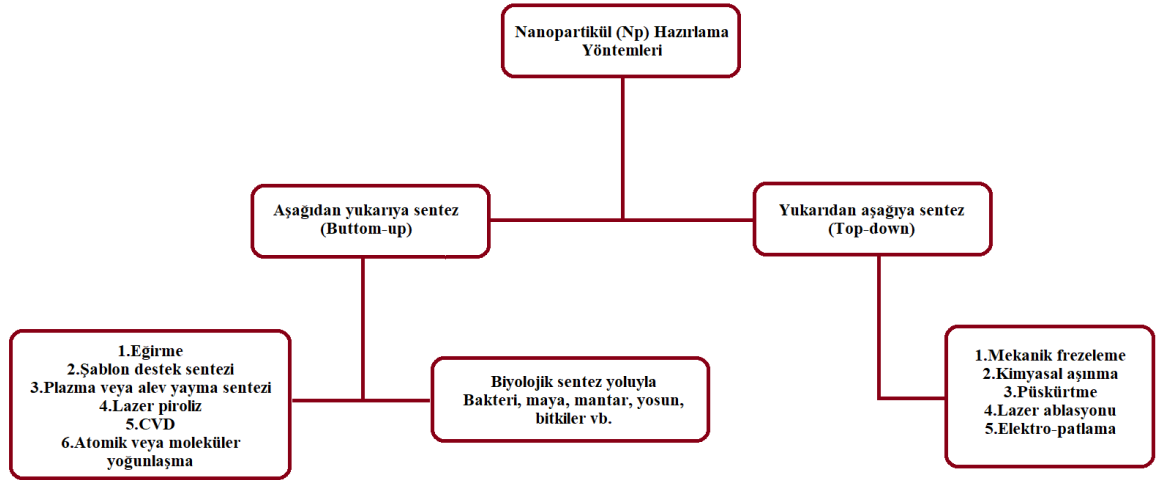 Nanopartikül (Np) Hazırlama
Yöntemleri
Aşağıdan yukarıya sentez
(Buttom-up)
Yukarıdan aşağıya sentez
(Top-down)
1.Eğirme
2.Şablon destek sentezi
3.Plazma veya alev yayma sentezi
4.Lazer piroliz
5.CVD
6.Atomik veya moleküler
yoğunlaşma
Biyolojik sentez yoluyla
Bakteri, maya, mantar, yosun,
bitkiler vb.
1.Mekanik frezeleme
2.Kimyasal aşınma
3.Püskürtme
4.Lazer ablasyonu
5.Elektro-patlama